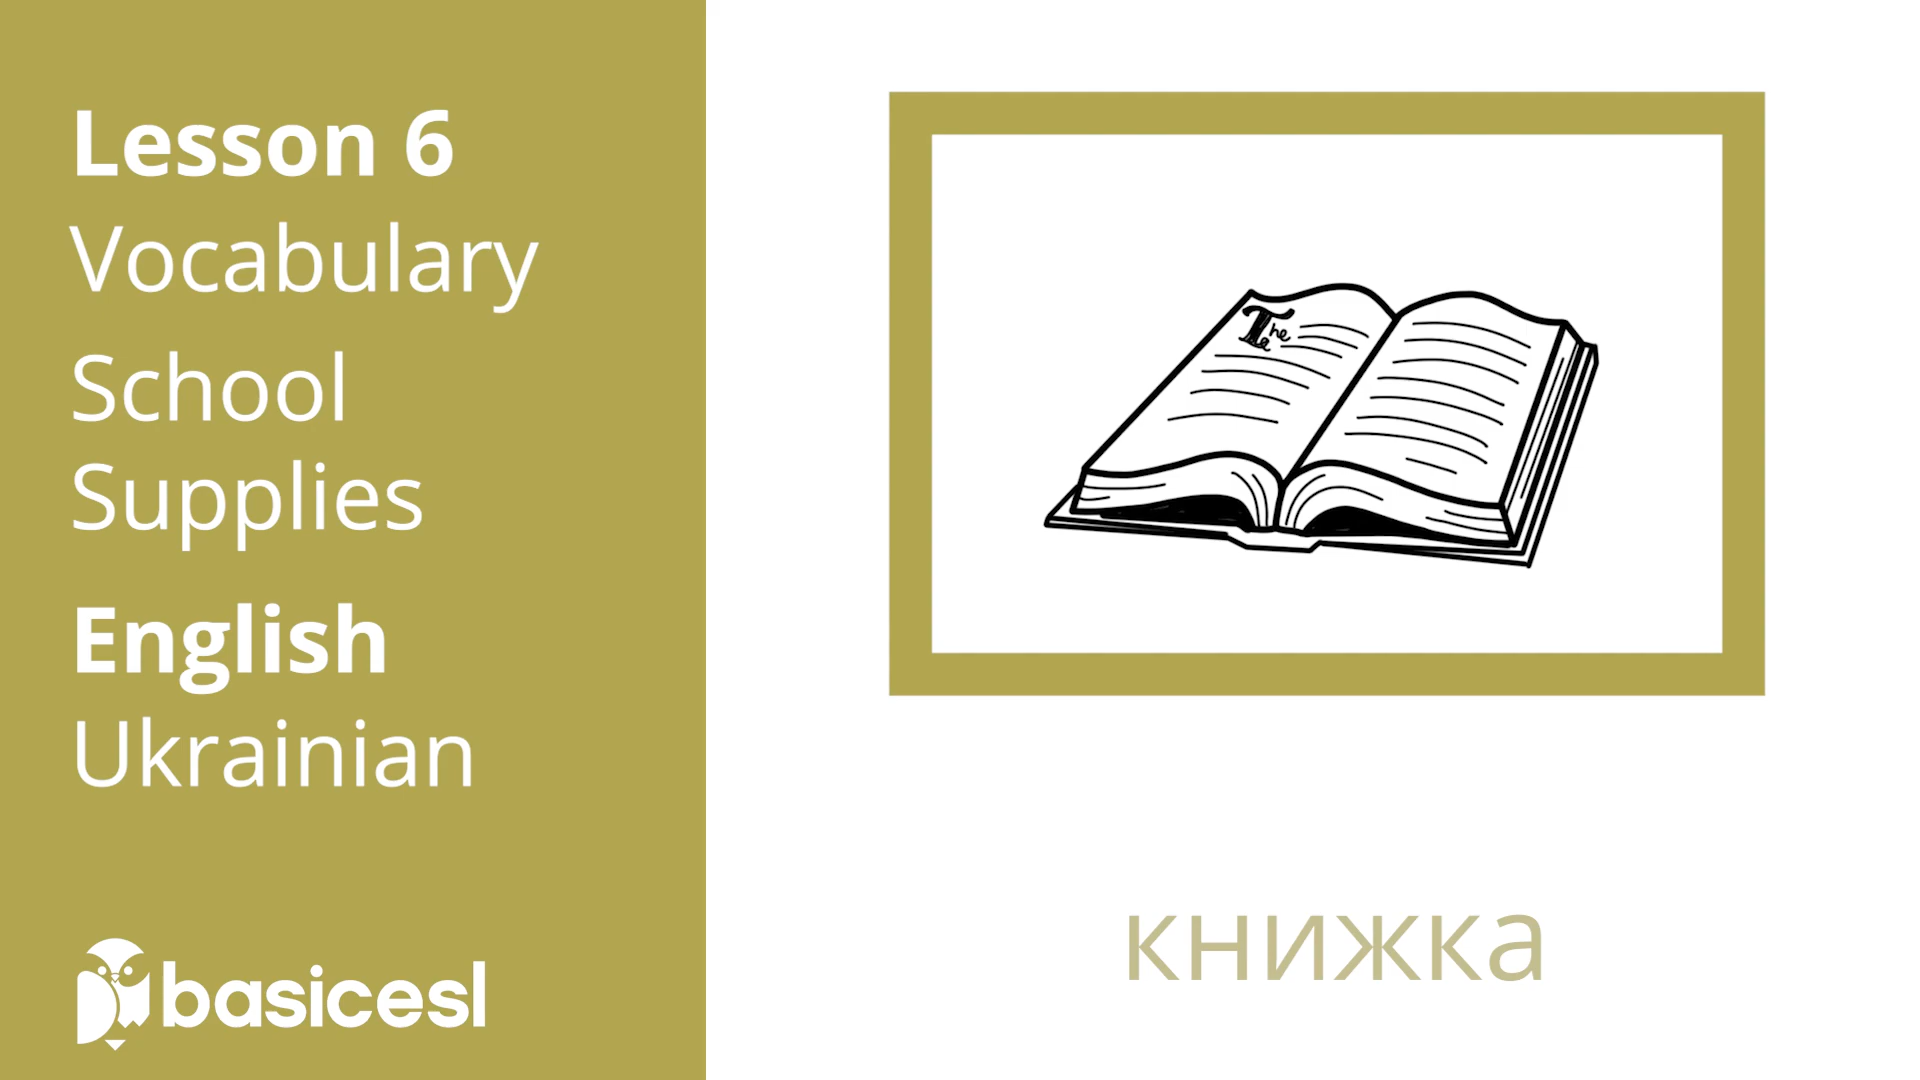 Lesson 6
Vocabulary
School
Supplies
English
Ukrainian
basicesl
The
книжка